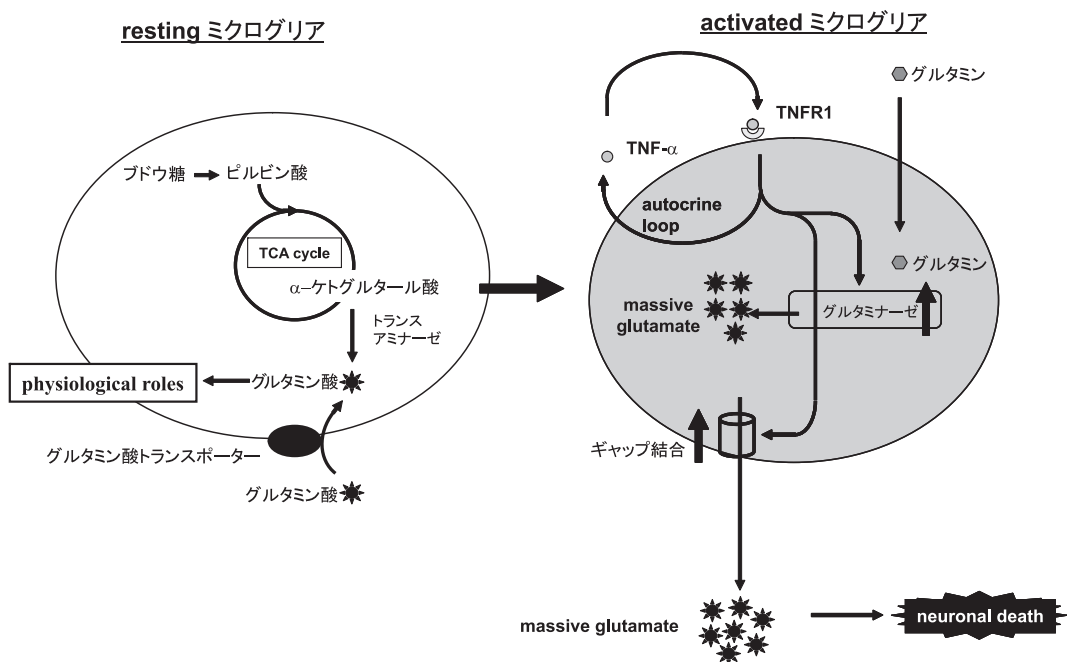 resting ミクログリア
ブドウ糖
ピルビン酸
TCA cycle
α–ケトグルタール酸
トランス
アミナーゼ
physiological roles
グルタミン酸
グルタミン酸トランスポーター
グルタミン酸
activated ミクログリア
グルタミン
TNFR1
TNF-α
autocrine
loop
グルタミン
massive
glutamate
グルタミナーゼ
ギャップ結合
massive glutamate
neuronal death